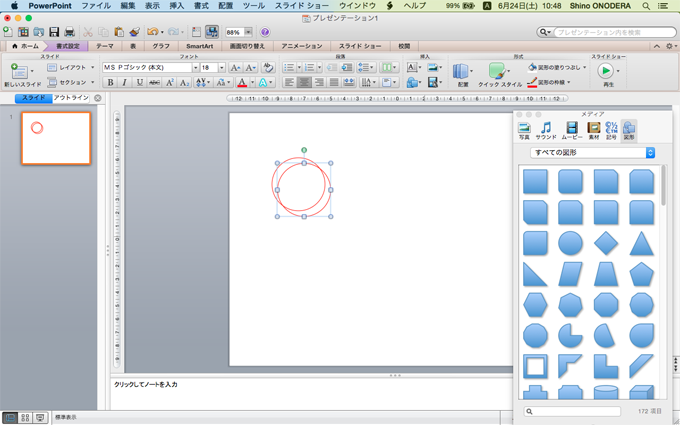 PowerPoint ファイル 編集 表示 挿入 書式 配置 ツール スライド ショー ウインドウ ヘルプ 99% A 6月24日(土) 10:48 Shino ONODERA
プレゼンテーション1
88%
プレゼンテーション内を検索
ホーム 書式設定 テーマ 表 グラフ SmartArt 画面切り替え アニメーション スライド ショー 校閲
スライド フォント 段落 挿入 形式 スライド ショー
新しいスライド
レイアウト
セクション
MS Pゴシック (本文) 18
B I U ABC
配置
クイック スタイル
図形の塗りつぶし
図形の枠線
再生
スライド アウトライン
1
メディア
写真 サウンド ムービー 素材 記号 図形
すべての図形
クリックしてノートを入力
172 項目
標準表示